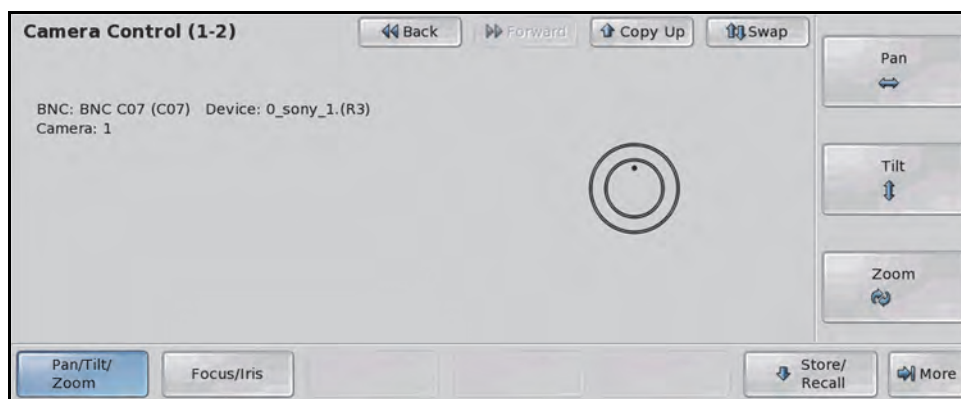 Camera Control (1-2)
Back
Forward
Copy Up
Swap
BNC: BNC C07 (C07) Device: 0_sony_1.(R3)
Camera: 1
Pan
Tilt
Zoom
Pan/Tilt/
Zoom
Focus/Iris
Store/
Recall
More